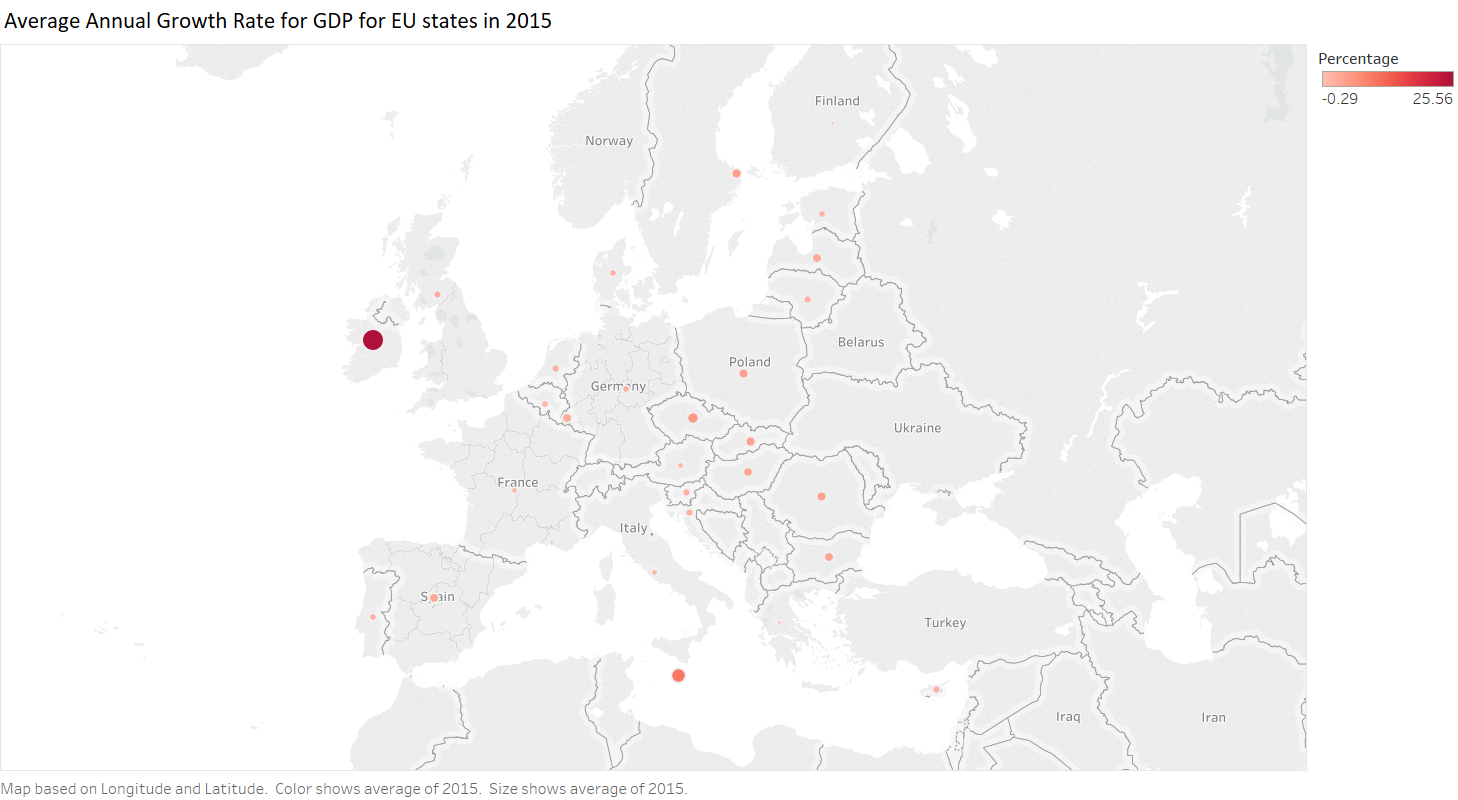 Average Annual Growth Rate for GDP for EU states in 2015
Percentage
-0.29 25.56
Finland
Norway
Belarus
Poland
Germany
Ukraine
France
Italy
Spain
Turkey
Iraq
Iran
Map based on Longitude and Latitude. Color shows average of 2015. Size shows average of 2015.